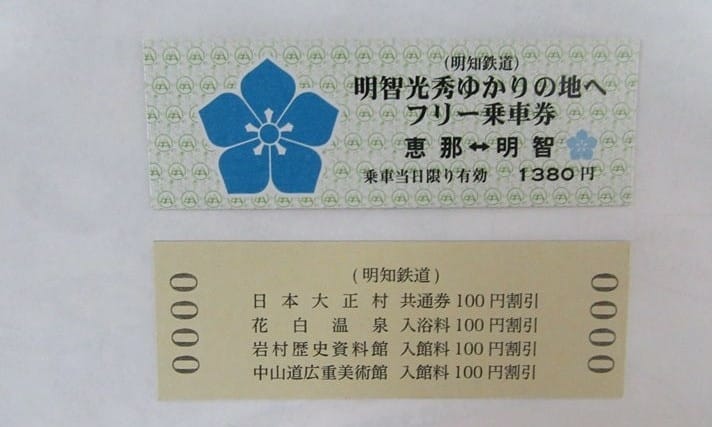 (明知鉄道)
明智光秀ゆかりの地へ
フリー乗車券
恵那↔明智
乗車当日限り有効 1380円
0000
(明知鉄道)
日本大正村 共通券100円割引
花白温泉 入浴料100円割引
岩村歴史資料館 入館料100円割引
中山道広重美術館 入館料100円割引
0000